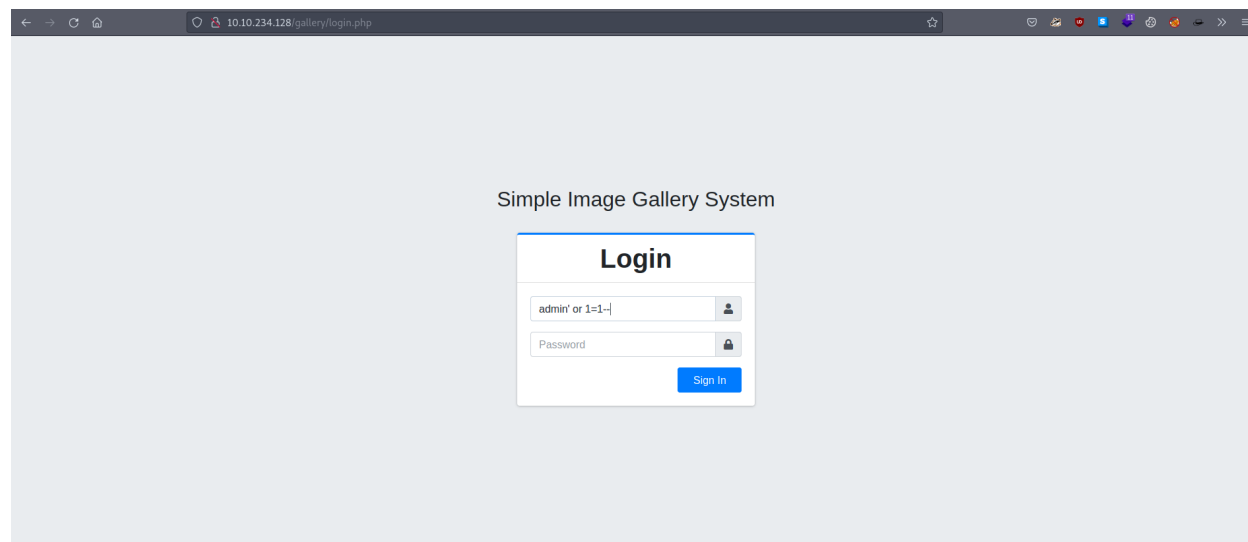 10.10.234.128/gallery/login.php
11
Simple Image Gallery System
Login
admin' or 1=1--
Password
Sign In